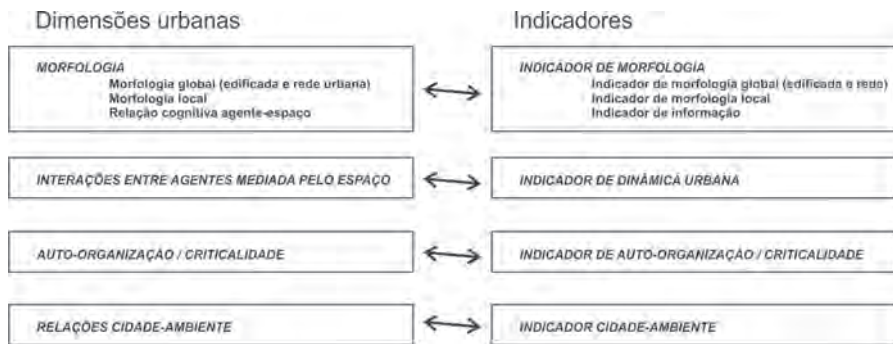 Dimensões urbanas
Indicadores
MORFOLOGIA
Morfologia global (edificada e rede urbana)
Morfologia local
Relação cognitiva agente-espaço
INDICADOR DE MORFOLOGIA
Indicador de morfologia global (edificada e rede)
Indicador de morfologia local
Indicador de informação
INTERAÇÕES ENTRE AGENTES MEDIADA PELO ESPAÇO
INDICADOR DE DINÂMICA URBANA
AUTO-ORGANIZAÇÃO / CRITICALIDADE
INDICADOR DE AUTO-ORGANIZAÇÃO / CRITICALIDADE
RELAÇÕES CIDADE-AMBIENTE
INDICADOR CIDADE-AMBIENTE